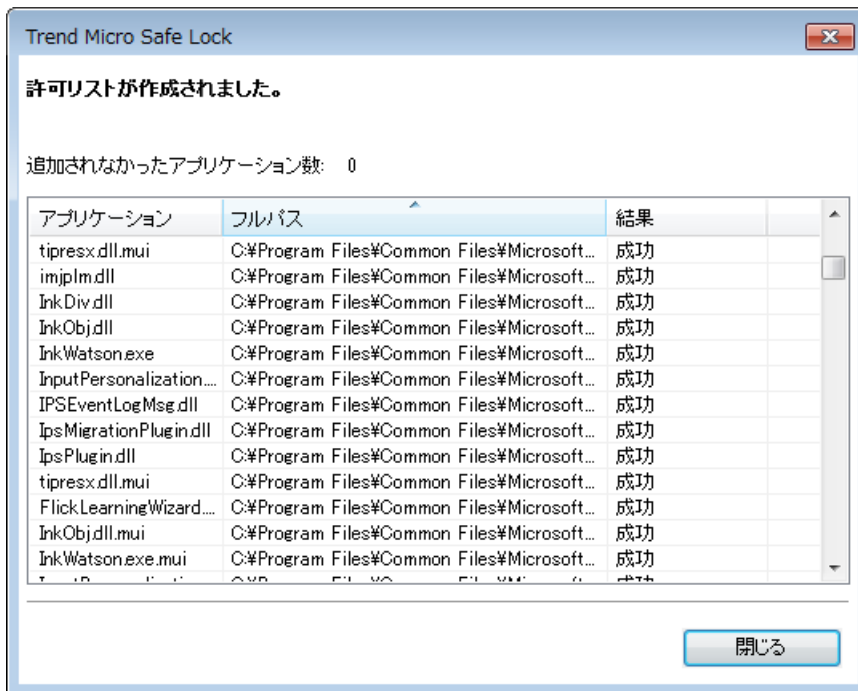 Trend Micro Safe Lock
許可リストが作成されました。
追加されなかったアプリケーション数: 0
アプリケーション フルパス 結果
tipresx.dll.mui C:¥Program Files¥Common Files¥Microsoft... 成功
imjplm.dll C:¥Program Files¥Common Files¥Microsoft... 成功
InkDiv.dll C:¥Program Files¥Common Files¥Microsoft... 成功
InkObj.dll C:¥Program Files¥Common Files¥Microsoft... 成功
InkWatson.exe C:¥Program Files¥Common Files¥Microsoft... 成功
InputPersonalization.... C:¥Program Files¥Common Files¥Microsoft... 成功
IPSEventLogMsg.dll C:¥Program Files¥Common Files¥Microsoft... 成功
IpsMigrationPlugin.dll C:¥Program Files¥Common Files¥Microsoft... 成功
IpsPlugin.dll C:¥Program Files¥Common Files¥Microsoft... 成功
tipresx.dll.mui C:¥Program Files¥Common Files¥Microsoft... 成功
FlickLearningWizard.... C:¥Program Files¥Common Files¥Microsoft... 成功
InkObj.dll.mui C:¥Program Files¥Common Files¥Microsoft... 成功
InkWatson.exe.mui C:¥Program Files¥Common Files¥Microsoft... 成功
閉じる